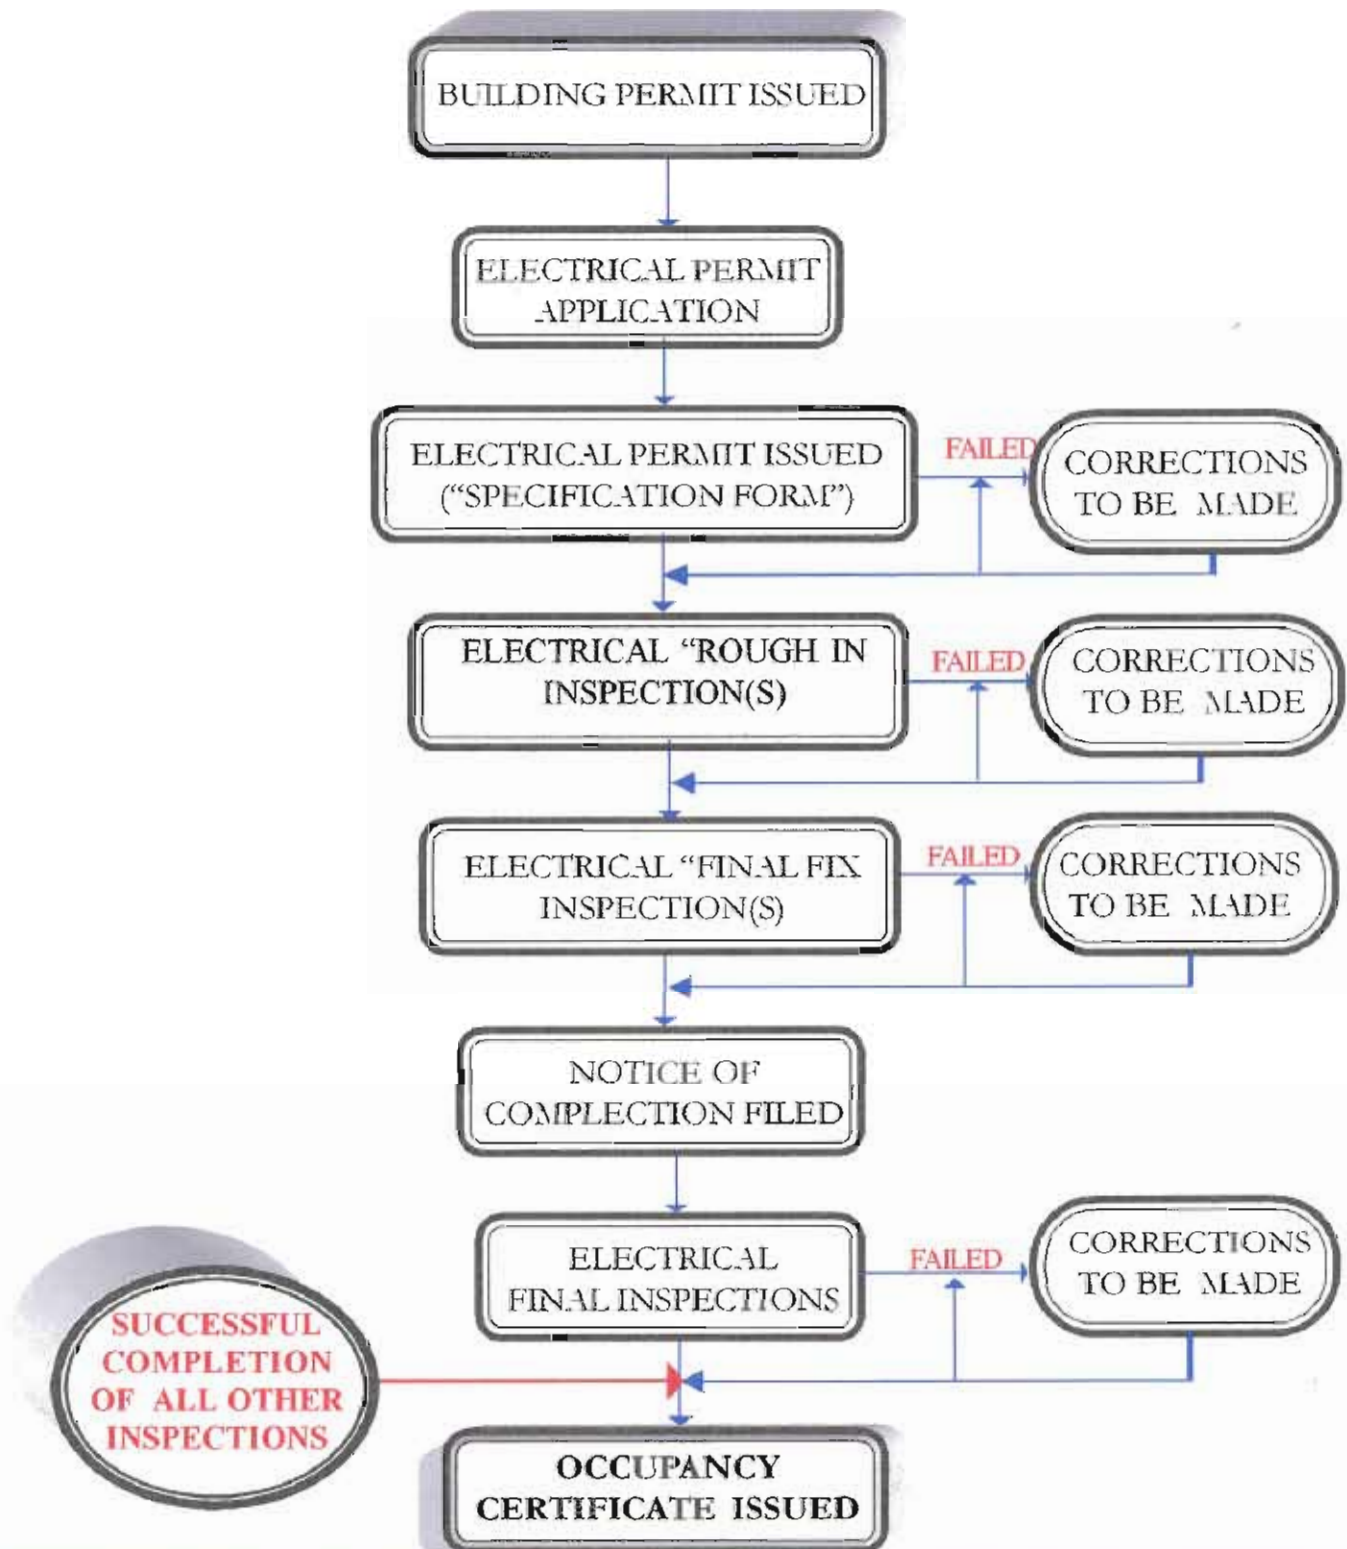 BUILDING PERMIT ISSUED
ELECTRICAL PERMIT
APPLICATION
ELECTRICAL PERMIT ISSUED
(“SPECIFICATION FORM”)
FAILED
CORRECTIONS
TO BE MADE
ELECTRICAL “ROUGH IN
INSPECTION(S)
FAILED
CORRECTIONS
TO BE MADE
ELECTRICAL “FINAL FIX
INSPECTION(S)
FAILED
CORRECTIONS
TO BE MADE
NOTICE OF
COMPLECTION FILED
ELECTRICAL
FINAL INSPECTIONS
FAILED
CORRECTIONS
TO BE MADE
SUCCESSFUL
COMPLETION
OF ALL OTHER
INSPECTIONS
OCCUPANCY
CERTIFICATE ISSUED